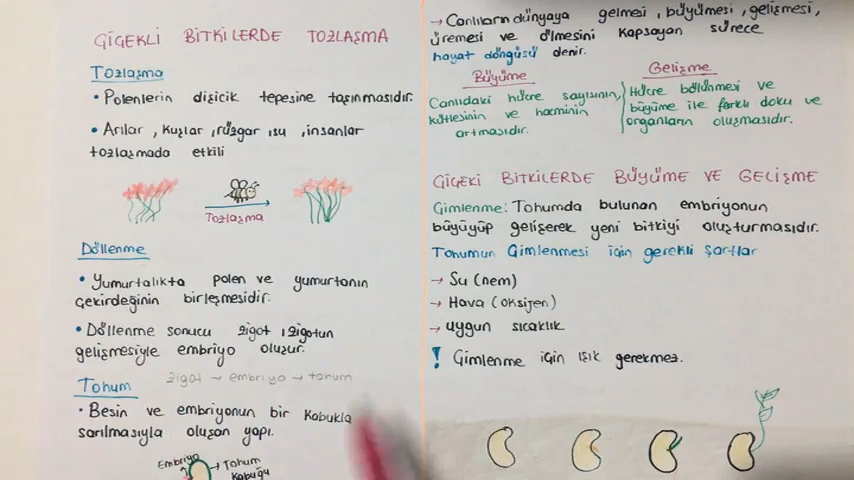 ÇİÇEKLİ BİTKİLERDE TOZLAŞMA
Tozlaşma
• Polenlerin dişicik tepesine taşınmasıdır.
• Arılar, kuşlar, rüzgar, su, insanlar
tozlaşmada etkili
Tozlaşma
Döllenme
• Yumurtalıkta polen ve yumurtanın
çekirdeğinin birleşmesidir.
• Döllenme sonucu zigot, zigotun
gelişmesiyle embriyo oluşur.
zigot → embriyo → tohum
Tohum
• Besin ve embriyonun bir kabukla
sarılmasıyla oluşan yapı.
Embriyo
→ Tohum
kabuğu
→ Canlıların dünyaya gelmesi, büyümesi, gelişmesi,
üremesi ve ölmesini kapsayan sürece
hayat döngüsü denir.
Büyüme
Canlıdaki hücre sayısının,
kütlesinin ve hacminin
artmasıdır.
Gelişme
Hücre bölünmesi ve
büyüme ile farklı doku ve
organların oluşmasıdır.
ÇİÇEKİ BİTKİLERDE BÜYÜME VE GELİŞME
Çimlenme: Tohumda bulunan embriyonun
büyüyüp gelişerek yeni bitkiyi oluşturmasıdır.
Tohumun Çimlenmesi için gerekli Şartlar
→ Su (nem)
→ Hava (oksijen)
→ uygun sıcaklık
! Çimlenme için ışık gerekmez.